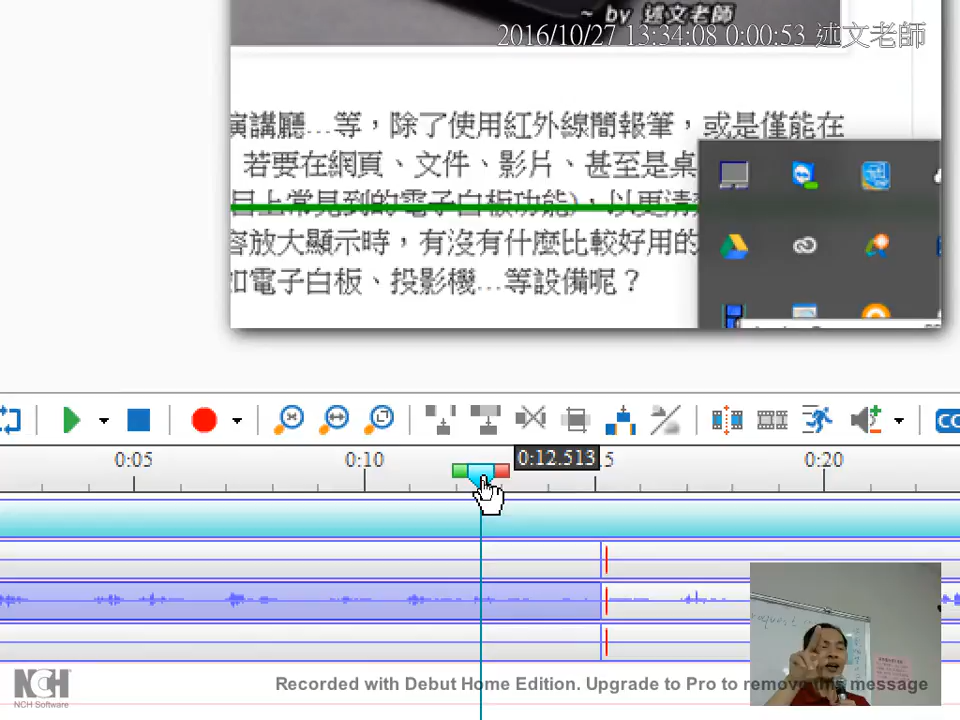 ~ by 述文老師
2016/10/27 13:34:08 0:00:53 述文老師
演講廳...等，除了使用紅外線簡報筆，或是僅能在
若要在網頁、文件、影片、甚至是桌
目上常見到的電子白板功能)，以更清
容放大顯示時，有沒有什麼比較好用的
如電子白板、投影機...等設備呢？
CC
0:05
0:10
0:12.513
5
0:20
NCH
NCH Software
Recorded with Debut Home Edition. Upgrade to Pro to remove this message